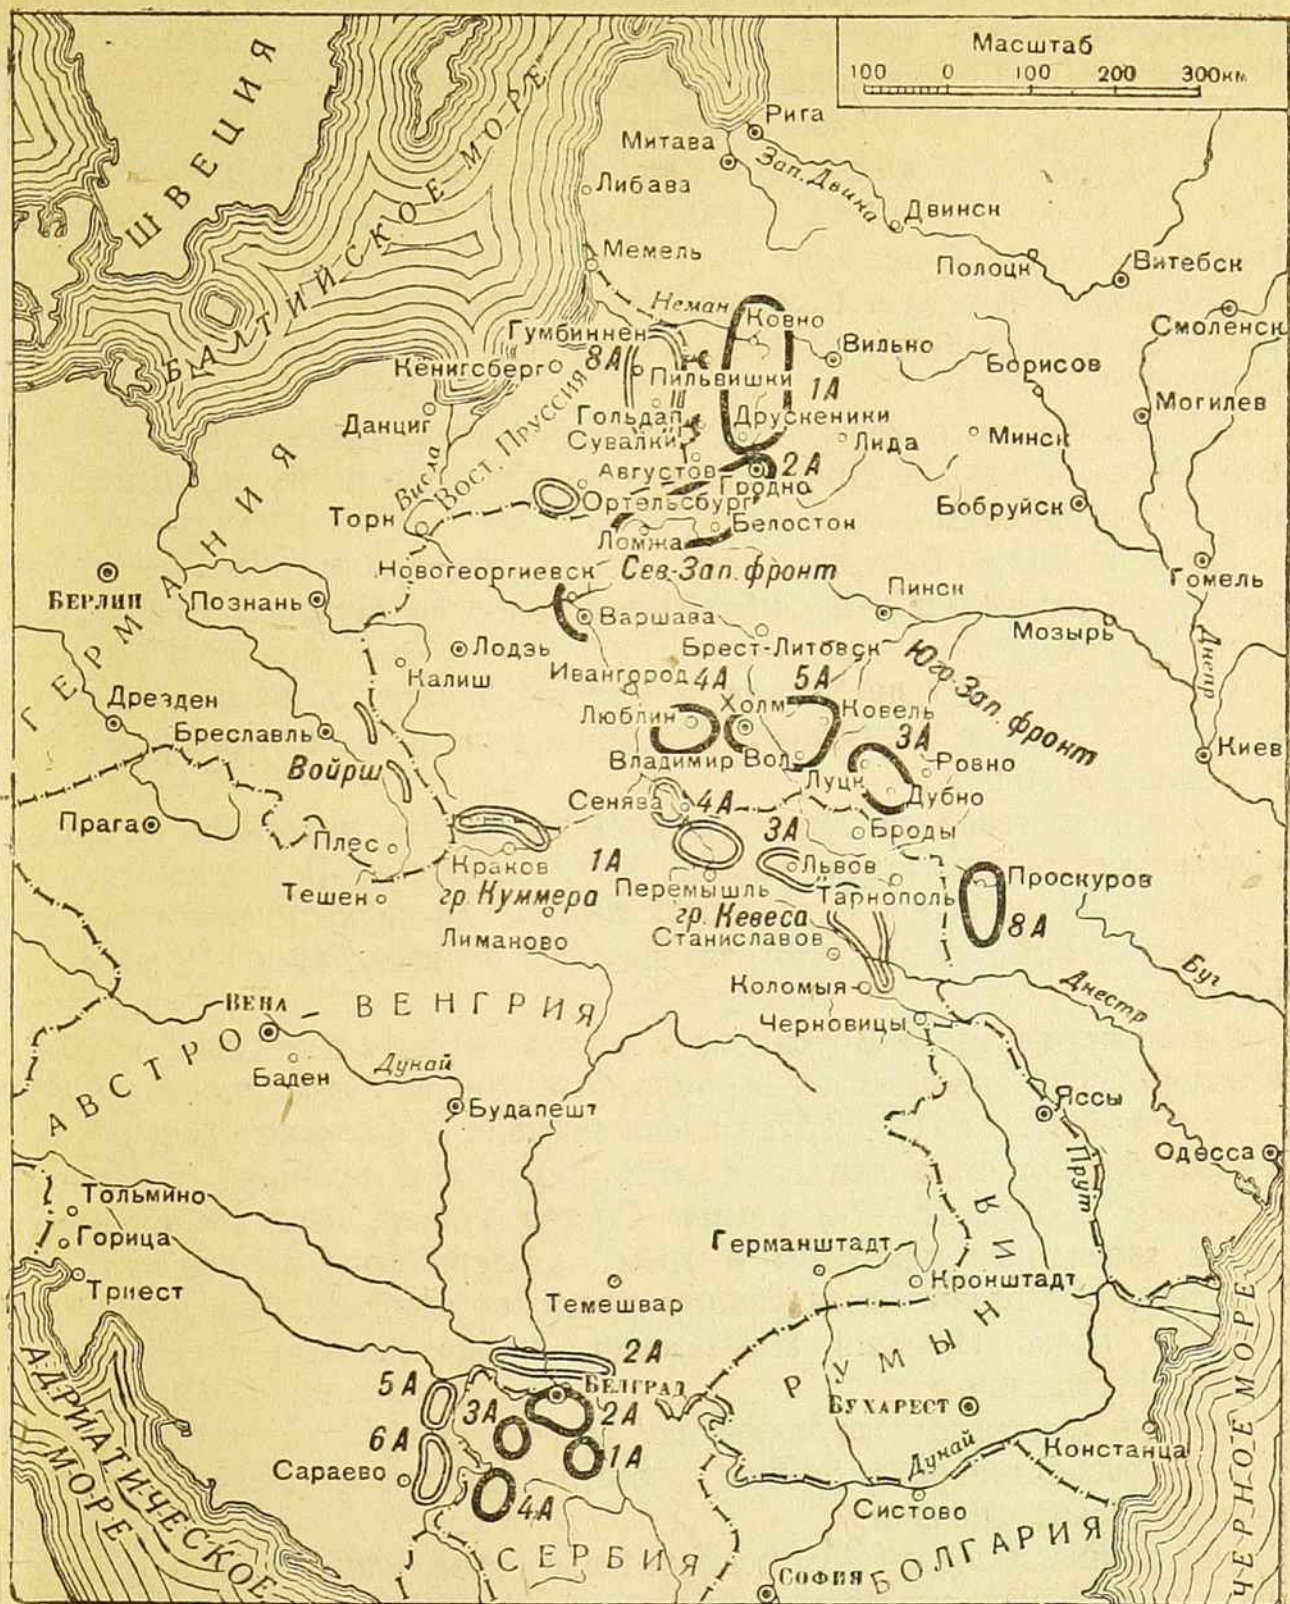 Масштаб
100 0 100 200 300км
ШВЕЦИЯ
БАЛТИЙСКОЕ МОРЕ
Рига
Митава
Зап. Двина
Либава
Двинск
Мемель
Полоцк
Витебск
Неман
Ковно
Смоленск
Гумбиннен
Вильно
8А
Кенигсберг
Пильвишки
1А
Борисов
Данциг
Гольдап
Друскеники
Могилев
Сувалки
Лида
Минск
Висла
Вост. Пруссия
Августов
2А
Гродно
Ортельсбург
Бобруйск
Торн
Белосток
Ломжа
Новогеоргиевск
Сев-Зап. фронт
Гомель
БЕРЛИН
ГЕРМАНИЯ
Познань
Пинск
Варшава
Мозырь
Днепр
Лодзь
Брест-Литовск
Юго-Зап. фронт
Калиш
Ивангород
4А
5А
Дрезден
Холм
Ковель
Бреславль
Люблин
3А
Киев
Войрш
Владимир Вол.
Луцк
Ровно
Сенява
4А
Дубно
Прага
Плес
3А
Броды
Краков
1А
Львов
Проскуров
Тешен
гр. Куммера
Перемышль
Тарнополь
гр. Кевеса
8А
Лиманово
Станиславов
Буг
Коломыя
Днестр
АВСТРО-ВЕНГРИЯ
ВЕНА
Черновицы
Баден
Дунай
Будапешт
Яссы
Прут
Одесса
Тольмино
Горица
Германштадт
Триест
Кронштадт
Темешвар
2А
РУМЫНИЯ
5А
БЕЛГРАД
3А
2А
БУХАРЕСТ
6А
1А
Дунай
Констанца
Сараево
4А
Систово
АДРИАТИЧЕСКОЕ
МОРЕ
СЕРБИЯ
СОФИЯ
БОЛГАРИЯ
ЧЕРНОЕ МОРЕ